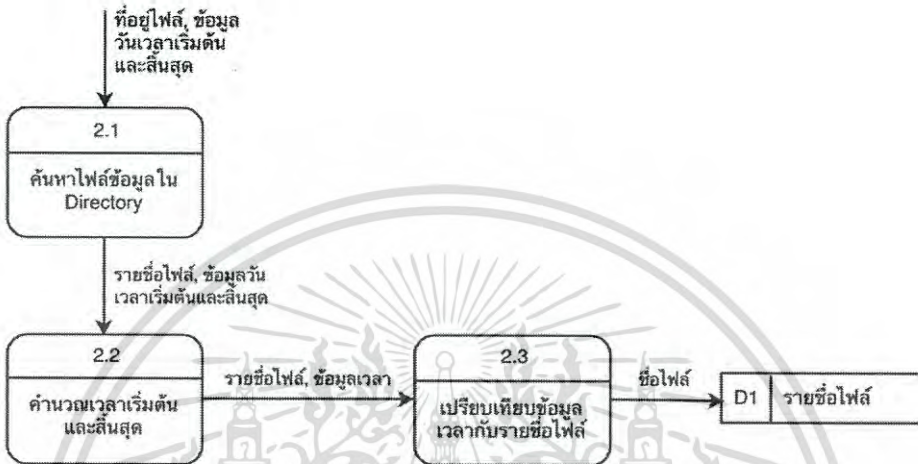 ที่อยู่ไฟล์, ข้อมูล
วันเวลาเริ่มต้น
และสิ้นสุด
2.1
ค้นหาไฟล์ข้อมูลใน
Directory
รายชื่อไฟล์, ข้อมูลวัน
เวลาเริ่มต้นและสิ้นสุด
2.2
คำนวณเวลาเริ่มต้น
และสิ้นสุด
รายชื่อไฟล์, ข้อมูลเวลา
2.3
เปรียบเทียบข้อมูล
เวลากับรายชื่อไฟล์
ชื่อไฟล์
D1 รายชื่อไฟล์